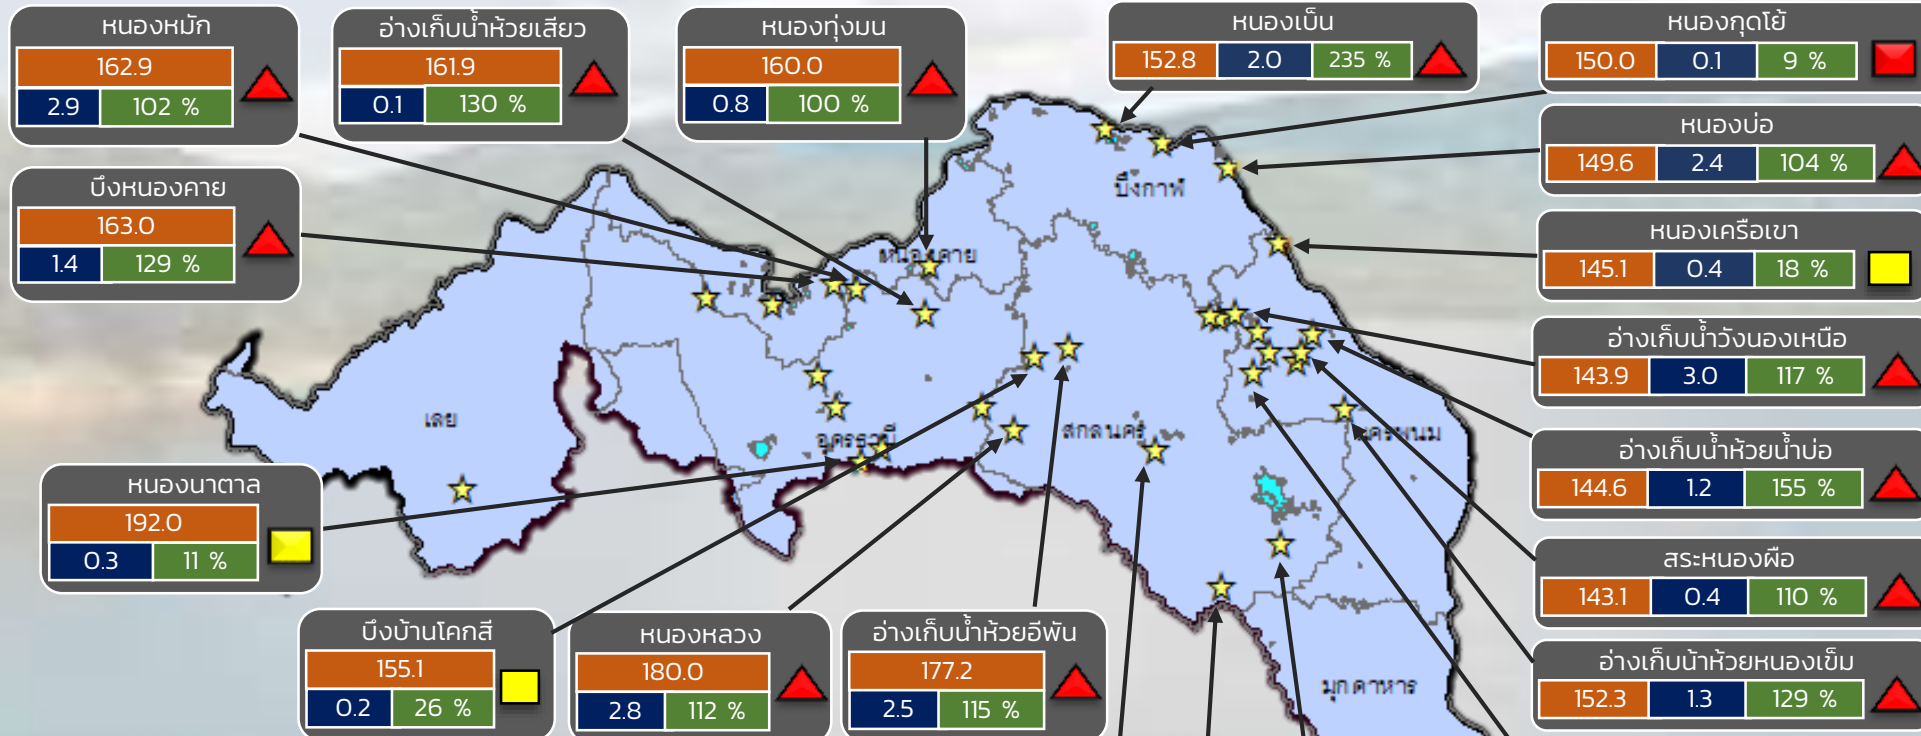 หนองหมัก
162.9
2.9 102 %
อ่างเก็บน้ำห้วยเสียว
161.9
0.1 130 %
หนองทุ่งมน
160.0
0.8 100 %
หนองเบ็น
152.8 2.0 235 %
หนองกุดโย้
150.0 0.1 9 %
หนองบ่อ
149.6 2.4 104 %
บึงหนองคาย
163.0
1.4 129 %
หนองเครือเขา
145.1 0.4 18 %
อ่างเก็บน้ำวังนองเหนือ
143.9 3.0 117 %
อ่างเก็บน้ำห้วยน้ำบ่อ
144.6 1.2 155 %
สระหนองผือ
143.1 0.4 110 %
อ่างเก็บน้าห้วยหนองเข็ม
152.3 1.3 129 %
หนองนาตาล
192.0
0.3 11 %
บึงบ้านโคกสี
155.1
0.2 26 %
หนองหลวง
180.0
2.8 112 %
อ่างเก็บน้ำห้วยอีพัน
177.2
2.5 115 %
บึงกาฬ
หนองคาย
เลย
อุดรธานี
สกลนคร
นครพนม
มุกดาหาร